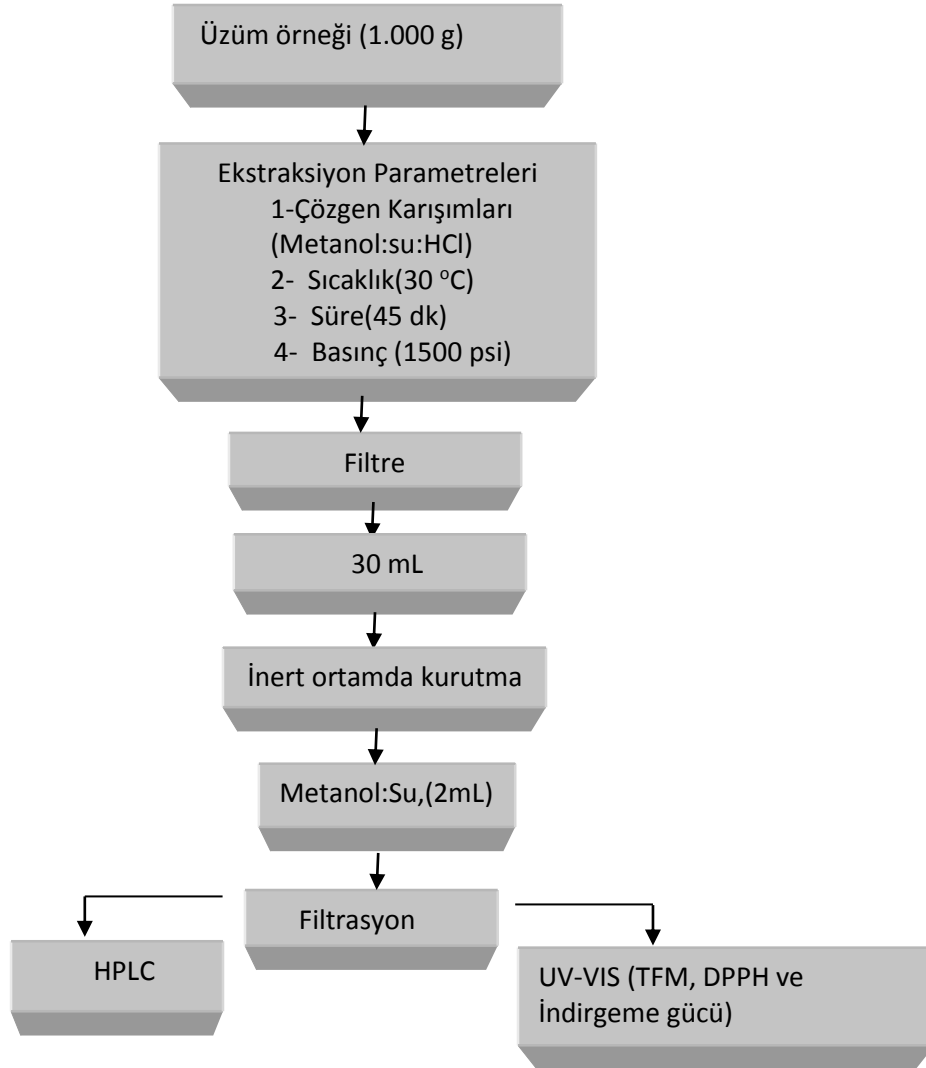 Üzüm örneği (1.000 g)
Ekstraksiyon Parametreleri
1-Çözgen Karışımları
(Metanol:su:HCl)
2- Sıcaklık(30 °C)
3- Süre(45 dk)
4- Basınç (1500 psi)
Filtre
30 mL
İnert ortamda kurutma
Metanol:Su,(2mL)
Filtrasyon
HPLC
UV-VIS (TFM, DPPH ve
İndirgeme gücü)